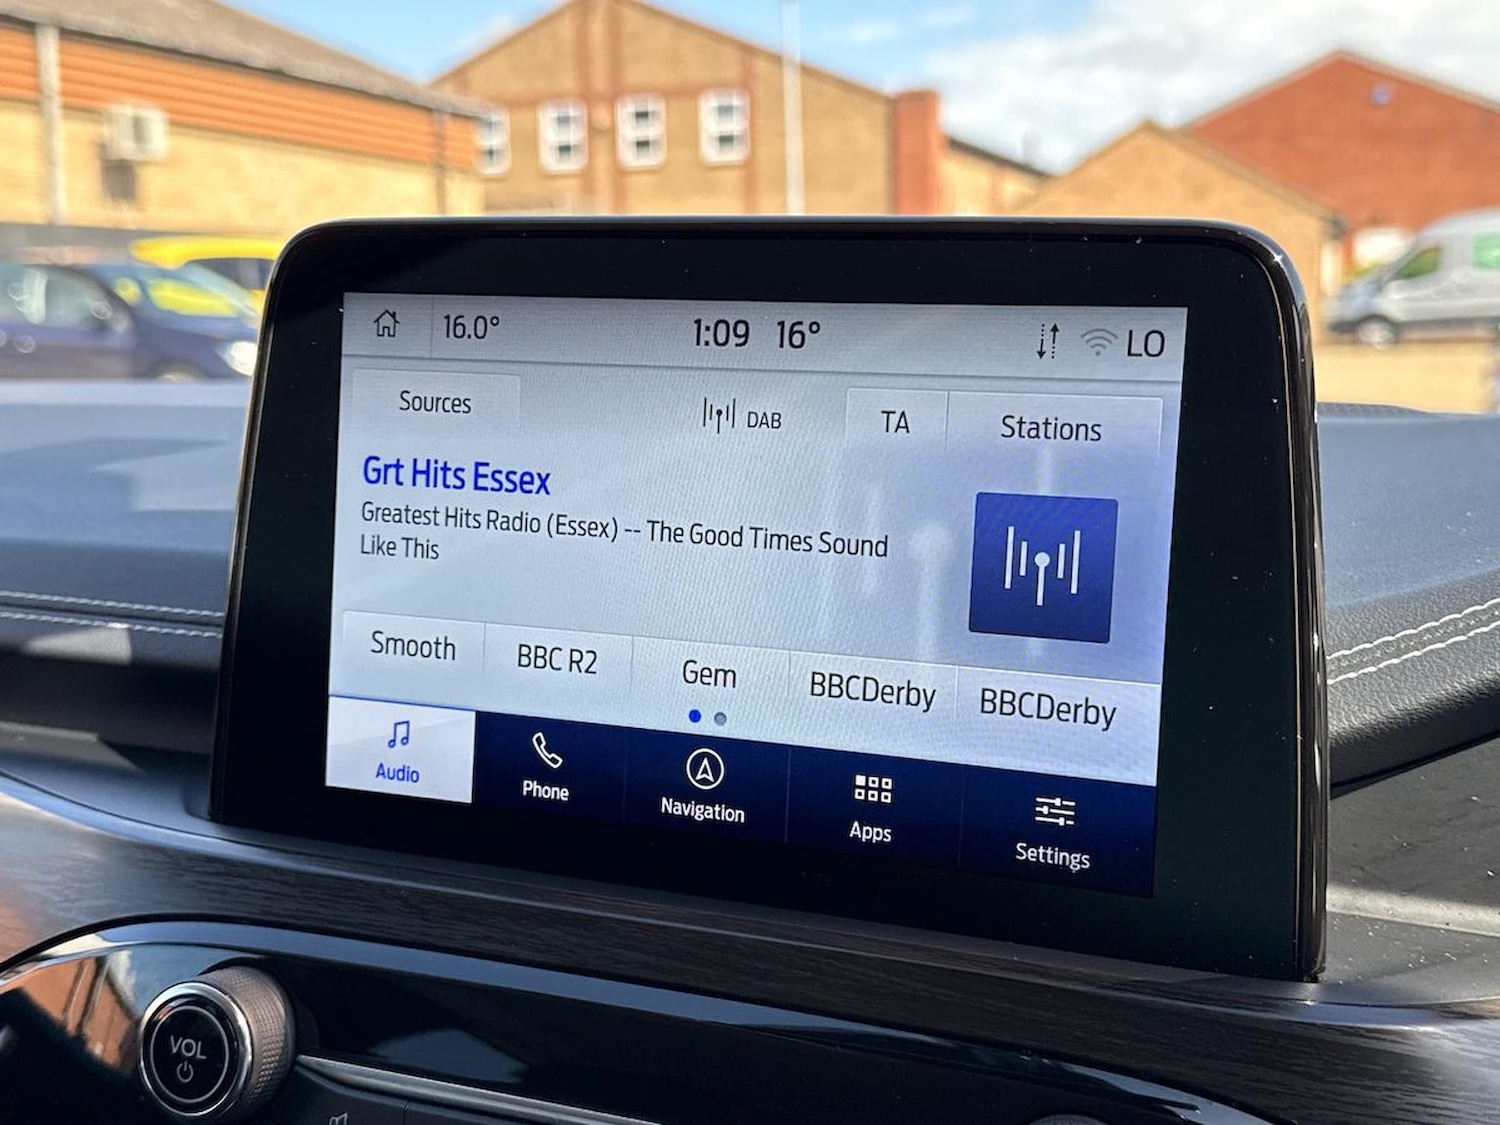 16.0° 1:09 16° LO
Sources DAB TA Stations
Grt Hits Essex
Greatest Hits Radio (Essex) -- The Good Times Sound
Like This
Smooth BBC R2 Gem BBCDerby BBCDerby
Audio Phone Navigation Apps Settings
VOL